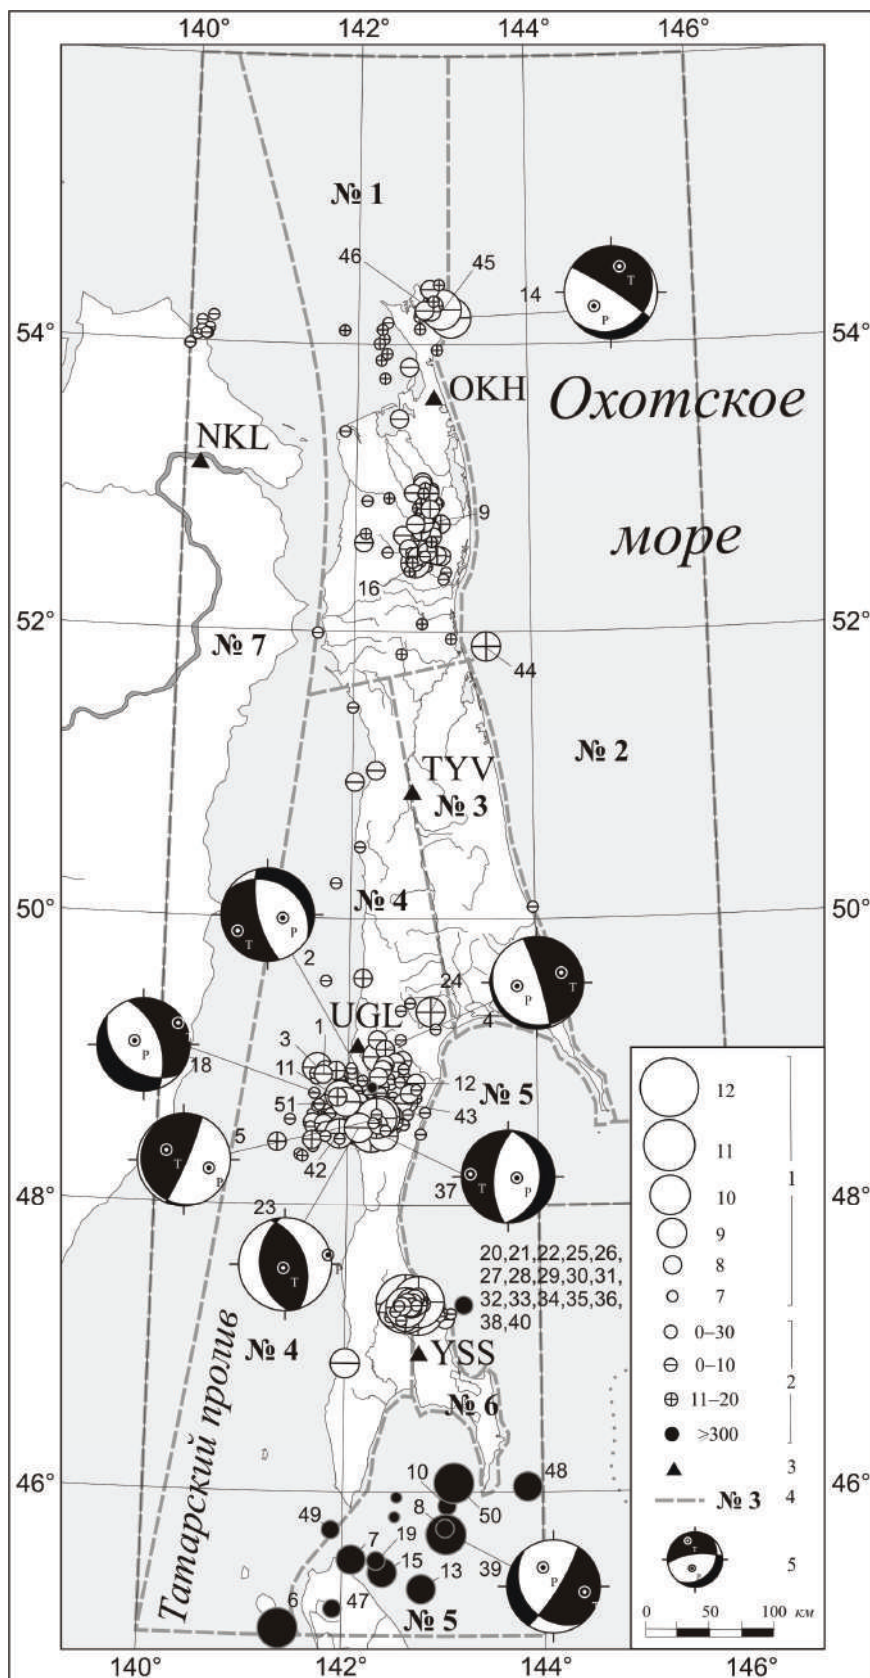 140° 142° 144° 146°
№ 1
46 45
14
T
P
54° 54°
OKH
Охотское
NKL
9
море
16
52° 52°
№ 7
44
№ 2
TYV
№ 3
50° № 4 50°
T P
2
24
P T
UGL 4
T
P
18
3 1
11
12
№ 5
51
43
5
T
P
42
37
T P
48° 48°
23
P
T
20,21,22,25,26,
27,28,29,30,31,
32,33,34,35,36,
38,40
№ 4
YSS
№ 6
Татарский пролив
46° 46°
10 48
49 8 50
7 19
15 13 39
P
T
6 47
№ 5
140° 142° 144° 146°
12
11
10
9
8
7
1
0–30
0–10
11–20
≥300
2
3
№ 3 4
T
P
5
0 50 100 км